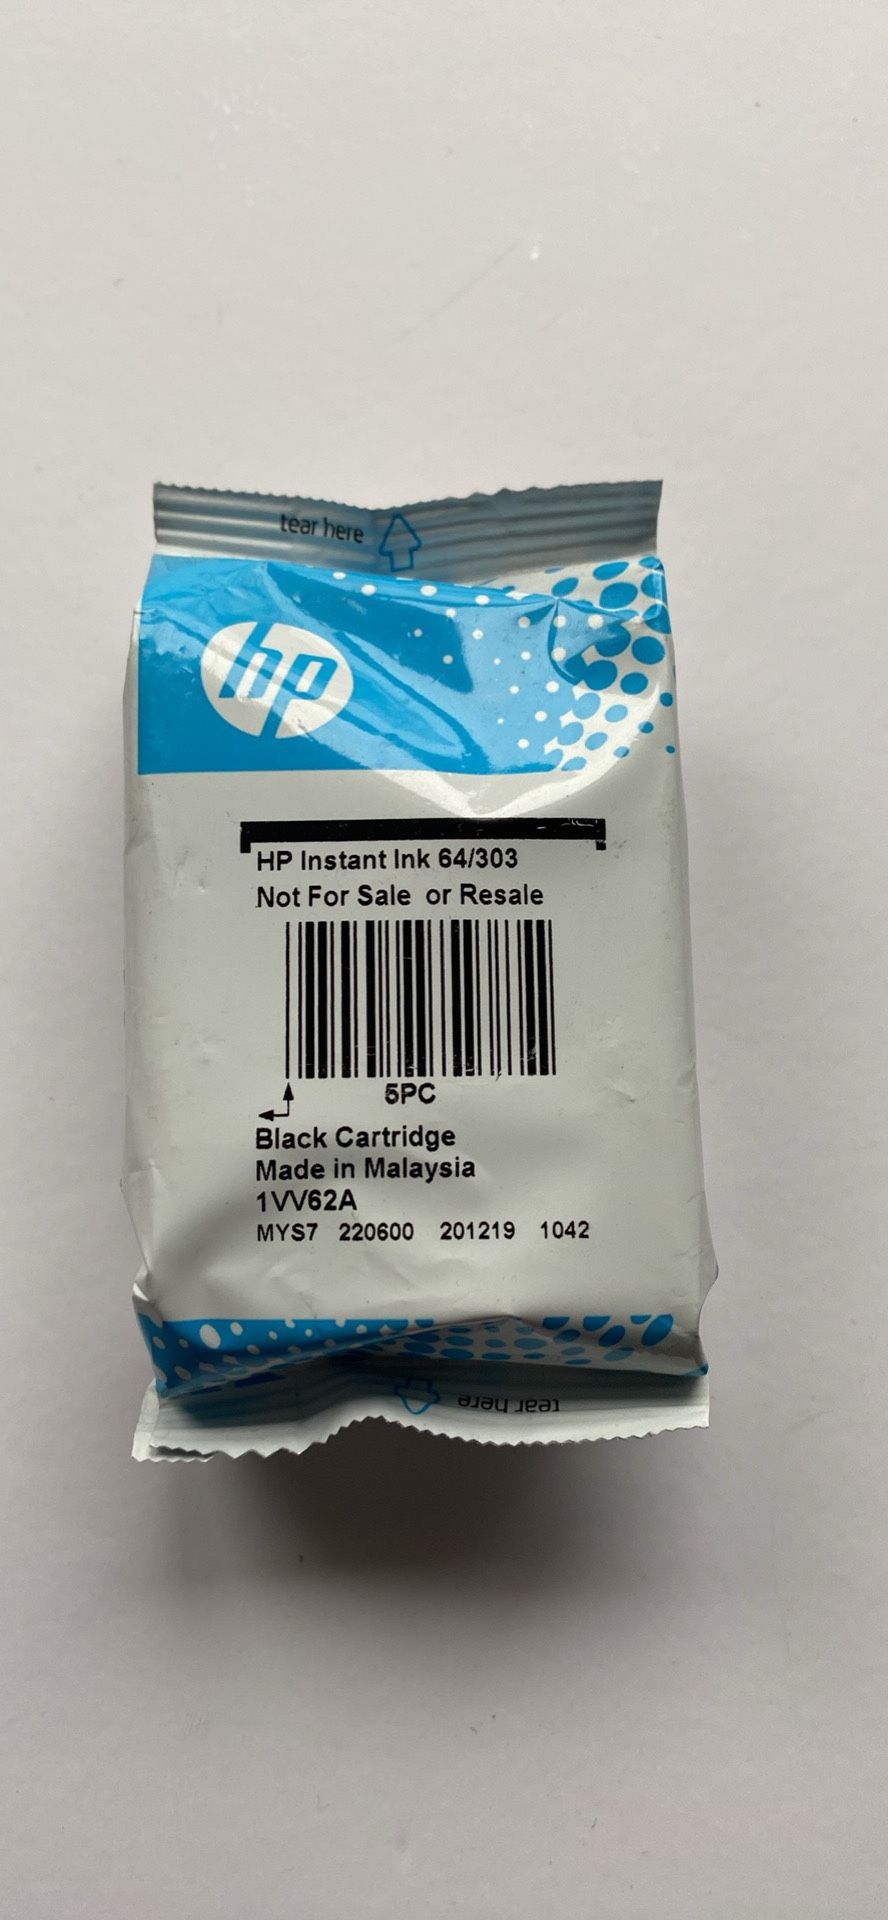 tear here
hp
HP Instant Ink 64/303
Not For Sale or Resale
5PC
Black Cartridge
Made in Malaysia
1VV62A
MYS7 220600 201219 1042
tear here